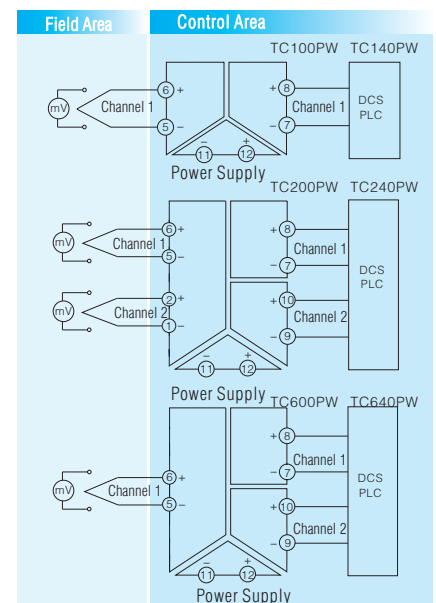 Field Area Control Area
TC100PW TC140PW
6 + + 8
mV Channel 1 Channel 1 DCS
PLC
5 − − 7
− +
11 12
Power Supply
TC200PW TC240PW
6 + + 8
mV Channel 1 Channel 1
5 − − 7
DCS
PLC
2 + + 10
mV Channel 2 Channel 2
1 − − 9
− +
11 12
Power Supply
TC600PW TC640PW
+ 8
Channel 1
6 + − 7
DCS
PLC
mV Channel 1
5 − + 10
Channel 2
− 9
− +
11 12
Power Supply